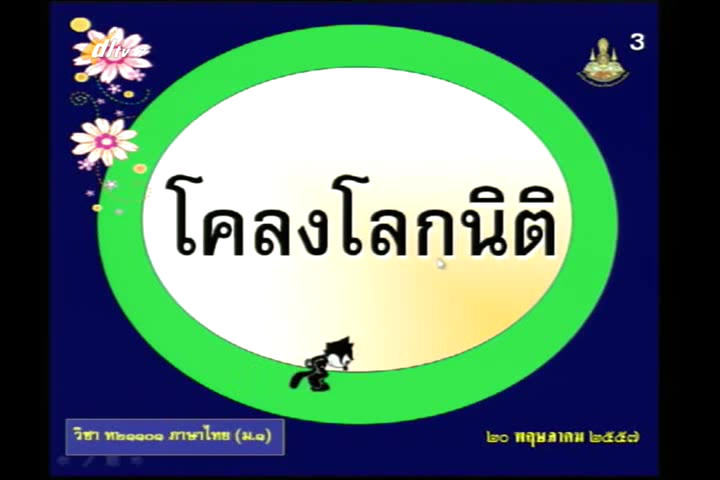 dltv
3
โคลงโลกนิติ
วิชา ท๒๑๑๐๑ ภาษาไทย (ม.๑)
๒๐ พฤษภาคม ๒๕๕๗